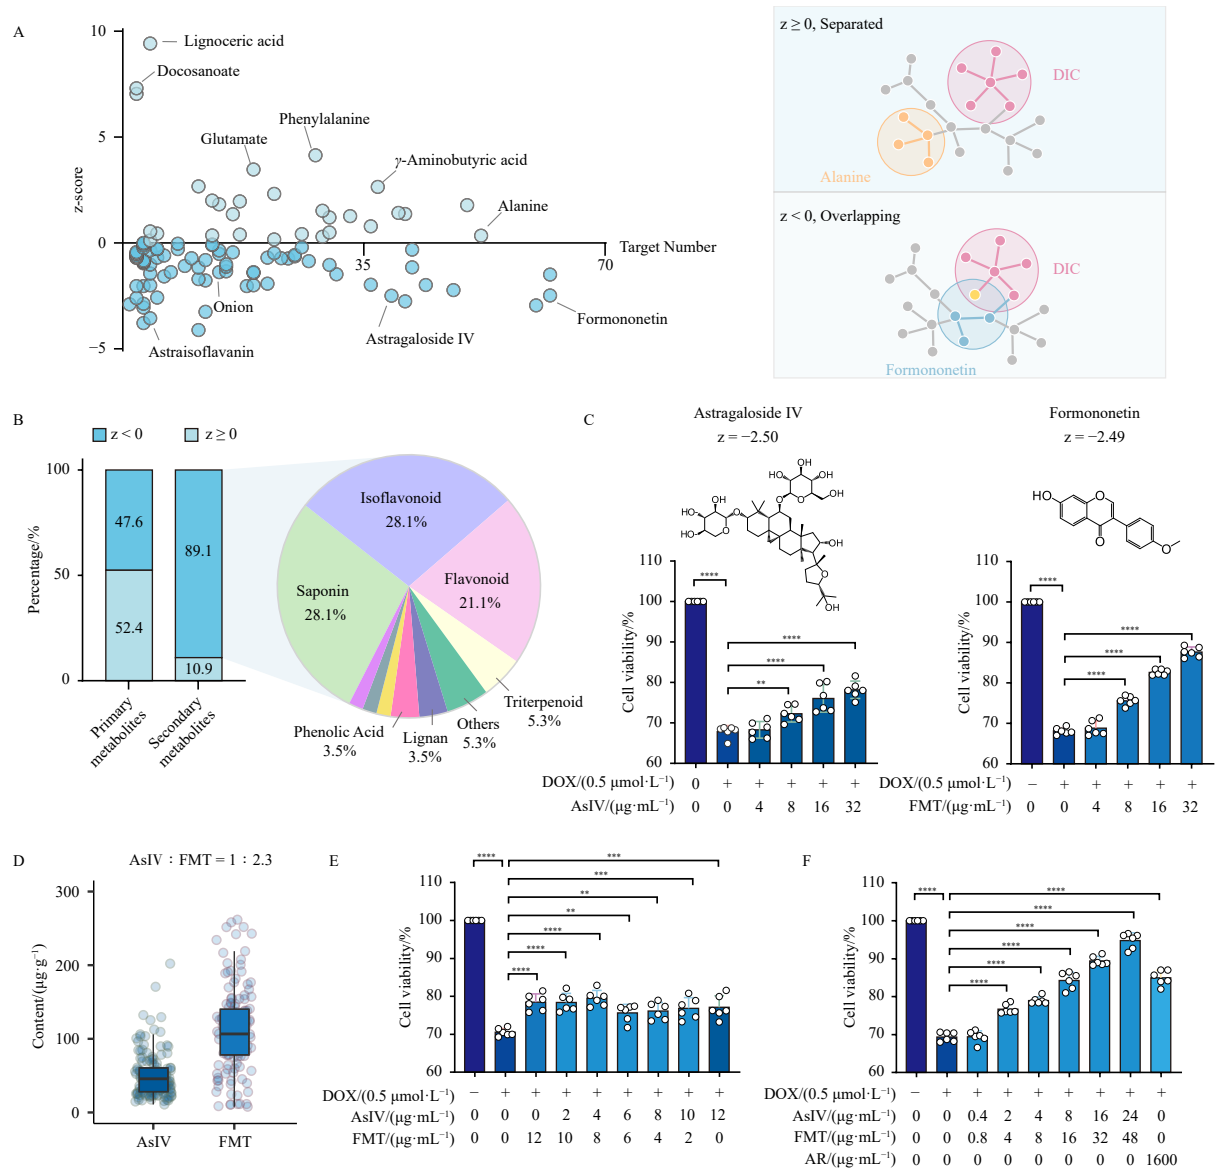 A
10
5
0
−5
z-score
Lignoceric acid
Docosanoate
Phenylalanine
Glutamate
γ-Aminobutyric acid
Alanine
35
70
Target Number
Onion
Astragaloside IV
Formononetin
Astraisoflavanin
z ≥ 0, Separated
DIC
Alanine
z < 0, Overlapping
DIC
Formononetin
B
z < 0
z ≥ 0
100
50
0
Percentage/%
47.6
52.4
89.1
10.9
Primary
metabolites
Secondary
metabolites
Isoflavonoid
28.1%
Flavonoid
21.1%
Saponin
28.1%
Triterpenoid
5.3%
Others
5.3%
Lignan
3.5%
Phenolic Acid
3.5%
C
Astragaloside IV
z = −2.50
OH
OH
HO
OH
O
O
OH
O
HO
HO
O
O
OH
O
OH
****
****
****
**
110
100
90
80
70
60
Cell viability/%
DOX/(0.5 μmol·L⁻¹) 0 + + + + +
AsIV/(μg·mL⁻¹) 0 0 4 8 16 32
Formononetin
z = −2.49
HO
O
O
O
****
****
****
****
110
100
90
80
70
60
Cell viability/%
DOX/(0.5 μmol·L⁻¹) − + + + + +
FMT/(μg·mL⁻¹) 0 0 4 8 16 32
D
AsIV : FMT = 1 : 2.3
300
200
100
0
Content/(μg·g⁻¹)
AsIV FMT
E
****
***
***
**
**
****
****
****
110
100
90
80
70
60
Cell viability/%
DOX/(0.5 μmol·L⁻¹) − + + + + + + + +
AsIV/(μg·mL⁻¹) 0 0 0 2 4 6 8 10 12
FMT/(μg·mL⁻¹) 0 0 12 10 8 6 4 2 0
F
****
****
****
****
****
****
****
110
100
90
80
70
60
Cell viability/%
DOX/(0.5 μmol·L⁻¹) − + + + + + + + +
AsIV/(μg·mL⁻¹) 0 0 0.4 2 4 8 16 24 0
FMT/(μg·mL⁻¹) 0 0 0.8 4 8 16 32 48 0
AR/(μg·mL⁻¹) 0 0 0 0 0 0 0 0 1600